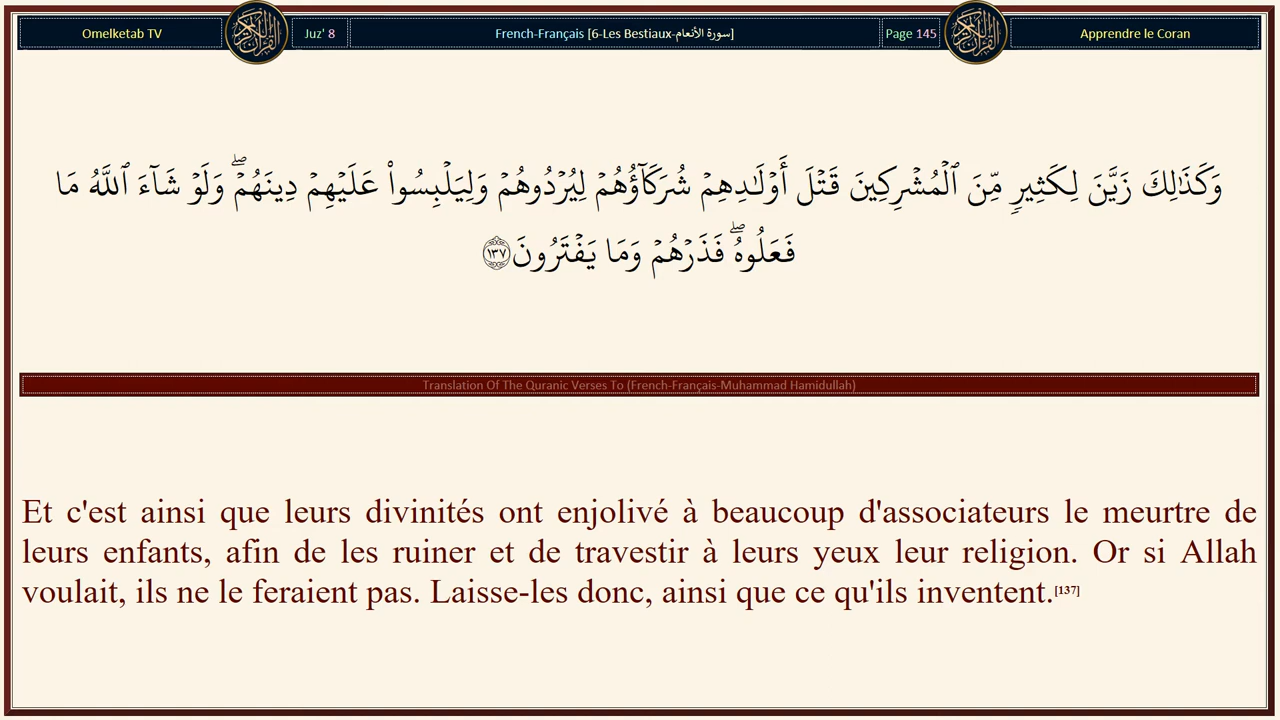 Omelketab TV
Juz' 8
French-Français [6-Les Bestiaux-سورة الأنعام]
Page 145
Apprendre le Coran
وَكَذَٰلِكَ زَيَّنَ لِكَثِيرٖ مِّنَ ٱلۡمُشۡرِكِينَ قَتۡلَ أَوۡلَٰدِهِمۡ شُرَكَآؤُهُمۡ لِيُرۡدُوهُمۡ وَلِيَلۡبِسُواْ عَلَيۡهِمۡ دِينَهُمۡۖ وَلَوۡ شَآءَ ٱللَّهُ مَا
فَعَلُوهُۖ فَذَرۡهُمۡ وَمَا يَفۡتَرُونَ ١٣٧
Translation Of The Quranic Verses To (French-Français-Muhammad Hamidullah)
Et c'est ainsi que leurs divinités ont enjolivé à beaucoup d'associateurs le meurtre de
leurs enfants, afin de les ruiner et de travestir à leurs yeux leur religion. Or si Allah
voulait, ils ne le feraient pas. Laisse-les donc, ainsi que ce qu'ils inventent.[137]